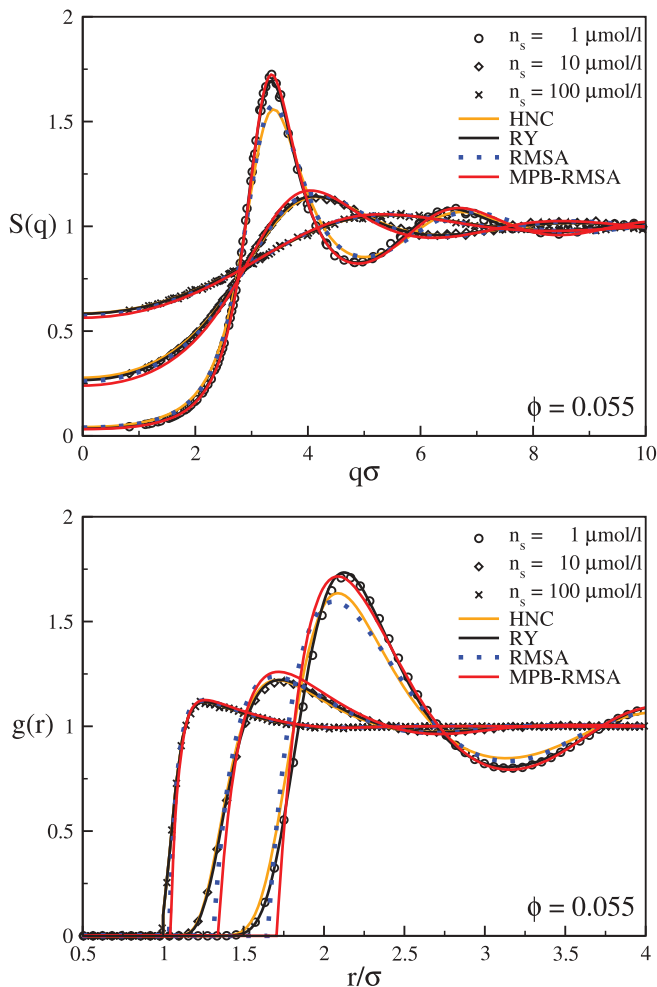 2
n_s = 1 μmol/l
n_s = 10 μmol/l
n_s = 100 μmol/l
1.5
HNC
RY
RMSA
MPB-RMSA
S(q)
1
0.5
ϕ = 0.055
0
0 2 4 6 8 10
qσ
2
n_s = 1 μmol/l
n_s = 10 μmol/l
n_s = 100 μmol/l
1.5
HNC
RY
RMSA
MPB-RMSA
g(r)
1
0.5
ϕ = 0.055
0
0.5 1 1.5 2 2.5 3 3.5 4
r/σ